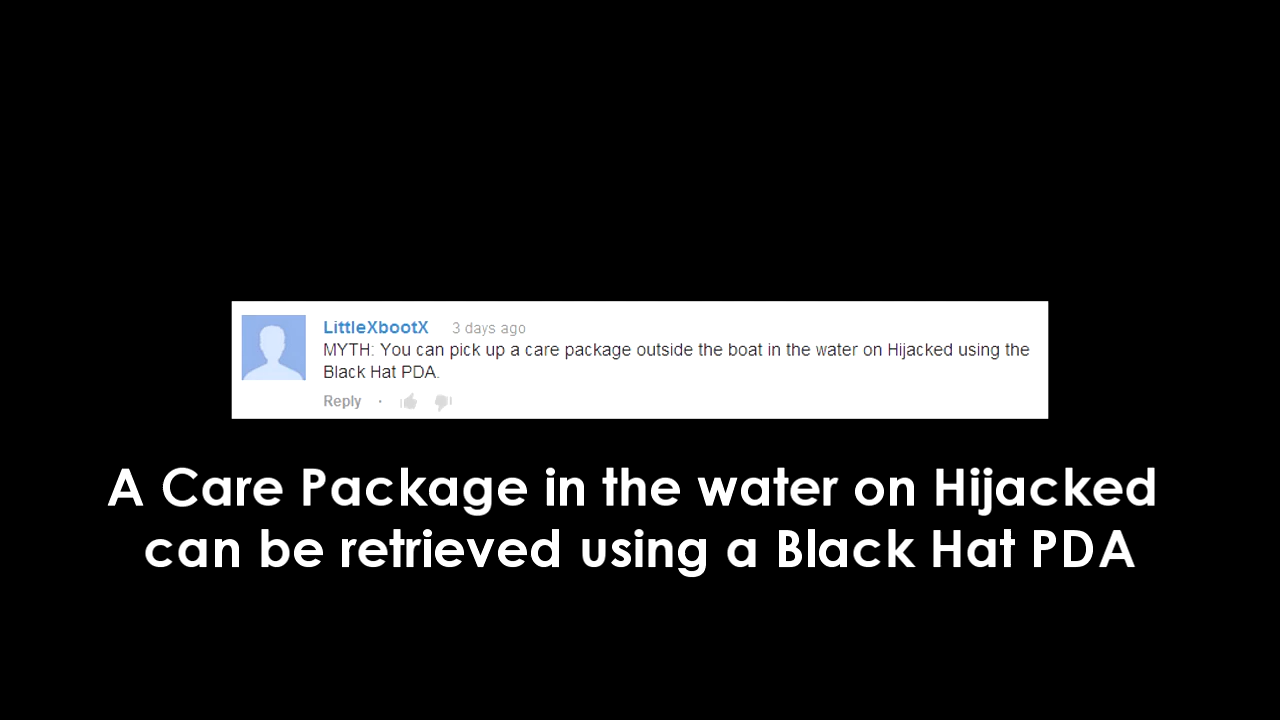 LittleXbootX 3 days ago
MYTH: You can pick up a care package outside the boat in the water on Hijacked using the
Black Hat PDA.
Reply ·
A Care Package in the water on Hijacked
can be retrieved using a Black Hat PDA